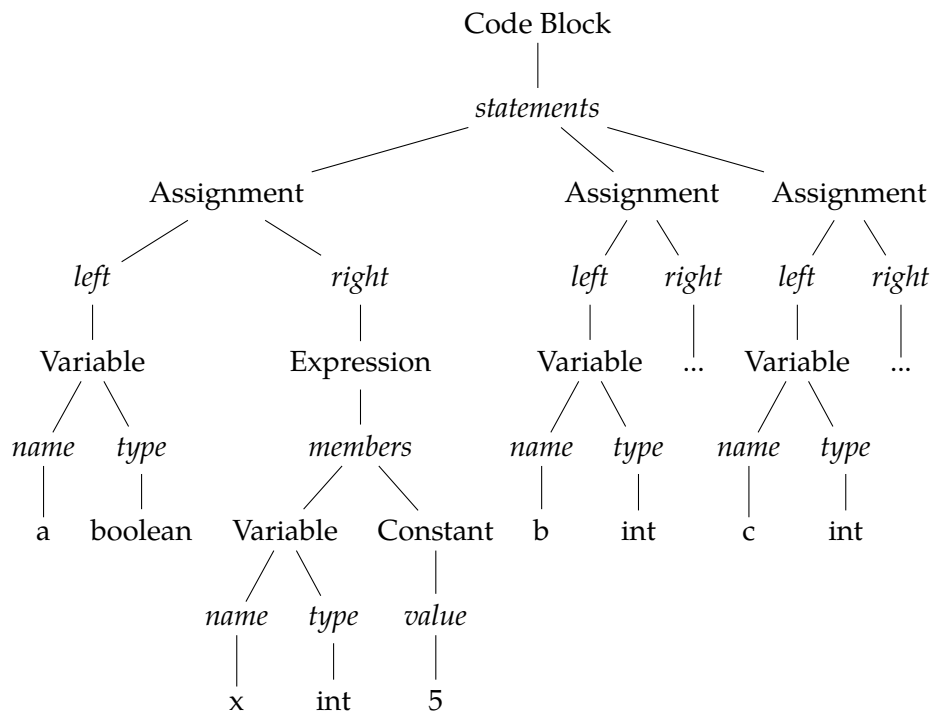 Code Block
statements
Assignment Assignment Assignment
left right left right left right
Variable Expression Variable ... Variable ...
name type members name type name type
a boolean Variable Constant b int c int
name type value
x int 5